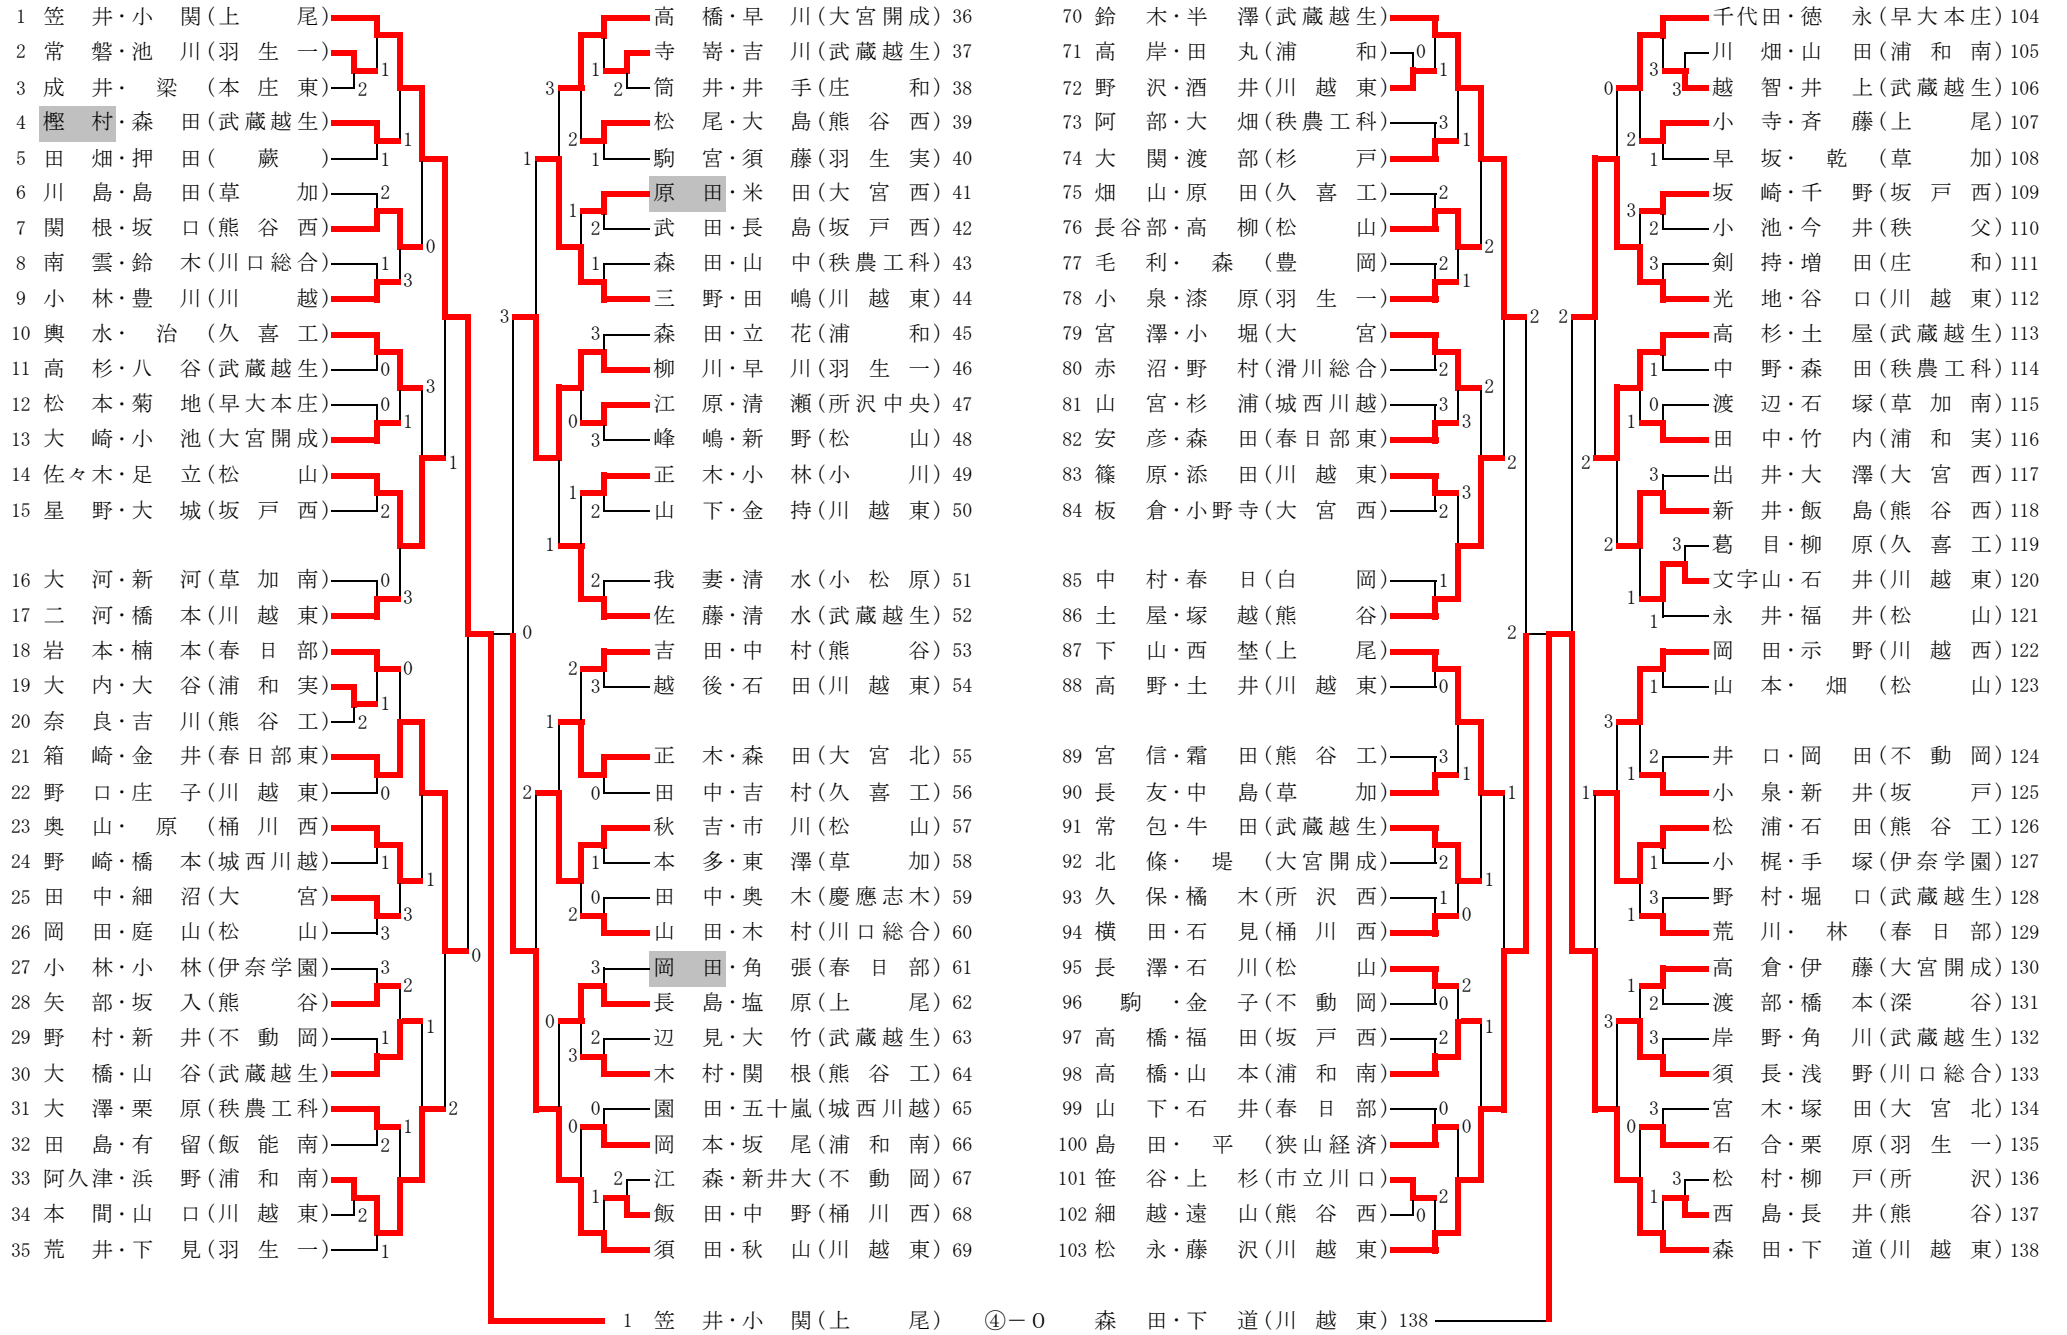 1 笠井・小関(上尾)
2 常磐・池川(羽生一)
3 成井・梁(本庄東)
4 樫村・森田(武蔵越生)
5 田畑・押田(蕨)
6 川島・島田(草加)
7 関根・坂口(熊谷西)
8 南雲・鈴木(川口総合)
9 小林・豊川(川越)
10 輿水・治(久喜工)
11 高杉・八谷(武蔵越生)
12 松本・菊地(早大本庄)
13 大崎・小池(大宮開成)
14 佐々木・足立(松山)
15 星野・大城(坂戸西)
16 大河・新河(草加南)
17 二河・橋本(川越東)
18 岩本・楠本(春日部)
19 大内・大谷(浦和実)
20 奈良・吉川(熊谷工)
21 箱崎・金井(春日部東)
22 野口・庄子(川越東)
23 奥山・原(桶川西)
24 野崎・橋本(城西川越)
25 田中・細沼(大宮)
26 岡田・庭山(松山)
27 小林・小林(伊奈学園)
28 矢部・坂入(熊谷)
29 野村・新井(不動岡)
30 大橋・山谷(武蔵越生)
31 大澤・栗原(秩農工科)
32 田島・有留(飯能南)
33 阿久津・浜野(浦和南)
34 本間・山口(川越東)
35 荒井・下見(羽生一)
高橋・早川(大宮開成) 36
寺嵜・吉川(武蔵越生) 37
筒井・井手(庄和) 38
松尾・大島(熊谷西) 39
駒宮・須藤(羽生実) 40
原田・米田(大宮西) 41
武田・長島(坂戸西) 42
森田・山中(秩農工科) 43
三野・田嶋(川越東) 44
森田・立花(浦和) 45
柳川・早川(羽生一) 46
江原・清瀬(所沢中央) 47
峰嶋・新野(松山) 48
正木・小林(小川) 49
山下・金持(川越東) 50
我妻・清水(小松原) 51
佐藤・清水(武蔵越生) 52
吉田・中村(熊谷) 53
越後・石田(川越東) 54
正木・森田(大宮北) 55
田中・吉村(久喜工) 56
秋吉・市川(松山) 57
本多・東澤(草加) 58
田中・奥木(慶應志木) 59
山田・木村(川口総合) 60
岡田・角張(春日部) 61
長島・塩原(上尾) 62
辺見・大竹(武蔵越生) 63
木村・関根(熊谷工) 64
園田・五十嵐(城西川越) 65
岡本・坂尾(浦和南) 66
江森・新井大(不動岡) 67
飯田・中野(桶川西) 68
須田・秋山(川越東) 69
70 鈴木・半澤(武蔵越生)
71 高岸・田丸(浦和)
72 野沢・酒井(川越東)
73 阿部・大畑(秩農工科)
74 大関・渡部(杉戸)
75 畑山・原田(久喜工)
76 長谷部・高柳(松山)
77 毛利・森(豊岡)
78 小泉・漆原(羽生一)
79 宮澤・小堀(大宮)
80 赤沼・野村(滑川総合)
81 山宮・杉浦(城西川越)
82 安彦・森田(春日部東)
83 篠原・添田(川越東)
84 板倉・小野寺(大宮西)
85 中村・春日(白岡)
86 土屋・塚越(熊谷)
87 下山・西埜(上尾)
88 高野・土井(川越東)
89 宮信・霜田(熊谷工)
90 長友・中島(草加)
91 常包・牛田(武蔵越生)
92 北條・堤(大宮開成)
93 久保・橘木(所沢西)
94 横田・石見(桶川西)
95 長澤・石川(松山)
96 駒・金子(不動岡)
97 高橋・福田(坂戸西)
98 高橋・山本(浦和南)
99 山下・石井(春日部)
100 島田・平(狭山経済)
101 笹谷・上杉(市立川口)
102 細越・遠山(熊谷西)
103 松永・藤沢(川越東)
千代田・徳永(早大本庄) 104
川畑・山田(浦和南) 105
越智・井上(武蔵越生) 106
小寺・斉藤(上尾) 107
早坂・乾(草加) 108
坂崎・千野(坂戸西) 109
小池・今井(秩父) 110
剣持・増田(庄和) 111
光地・谷口(川越東) 112
高杉・土屋(武蔵越生) 113
中野・森田(秩農工科) 114
渡辺・石塚(草加南) 115
田中・竹内(浦和実) 116
出井・大澤(大宮西) 117
新井・飯島(熊谷西) 118
葛目・柳原(久喜工) 119
文字山・石井(川越東) 120
永井・福井(松山) 121
岡田・示野(川越西) 122
山本・畑(松山) 123
井口・岡田(不動岡) 124
小泉・新井(坂戸) 125
松浦・石田(熊谷工) 126
小梶・手塚(伊奈学園) 127
野村・堀口(武蔵越生) 128
荒川・林(春日部) 129
高倉・伊藤(大宮開成) 130
渡部・橋本(深谷) 131
岸野・角川(武蔵越生) 132
須長・浅野(川口総合) 133
宮木・塚田(大宮北) 134
石合・栗原(羽生一) 135
松村・柳戸(所沢) 136
西島・長井(熊谷) 137
森田・下道(川越東) 138
1 笠井・小関(上尾) ④－0 森田・下道(川越東) 138